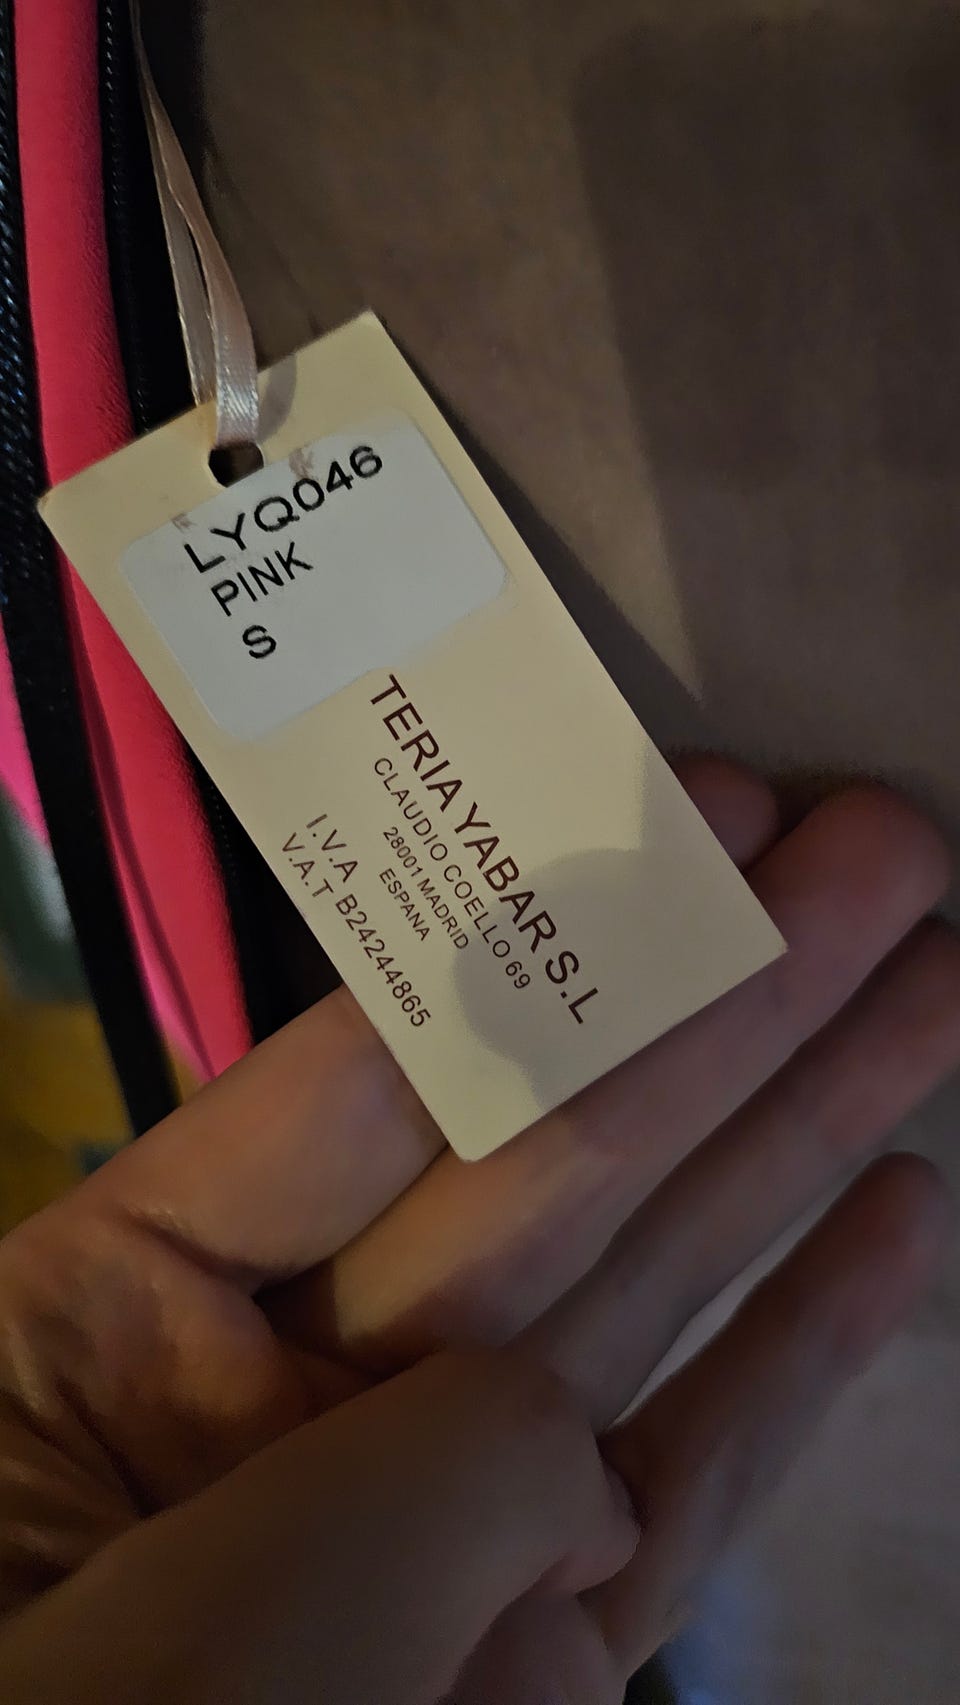 LYQ046
PINK
S
TERIA YABAR S.L
CLAUDIO COELLO 69
28001 MADRID
ESPANA
I.V.A
V.A.T B24244865